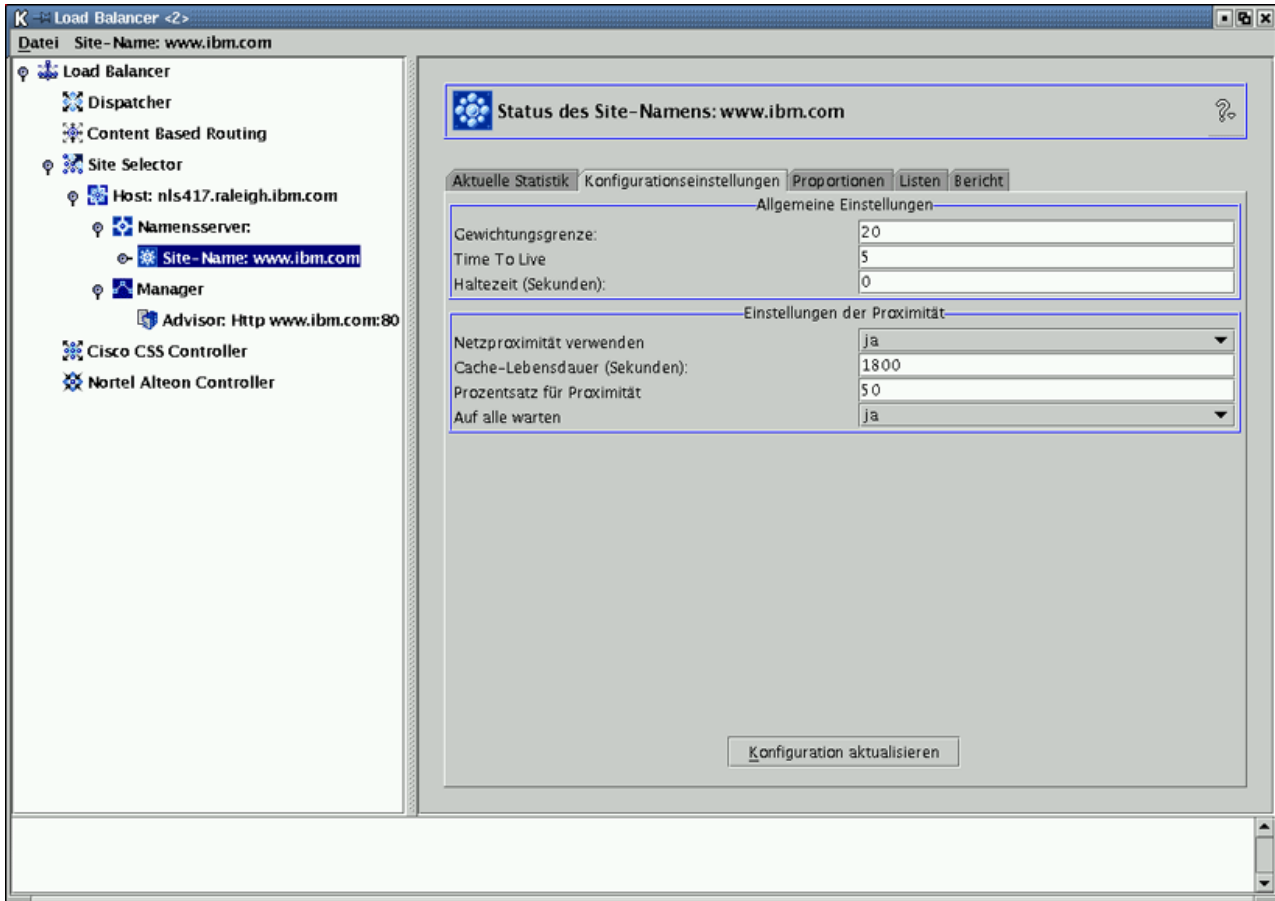 Load Balancer <2>
Datei Site-Name: www.ibm.com
Load Balancer
Dispatcher
Content Based Routing
Site Selector
Host: nls417.raleigh.ibm.com
Namensserver:
Site-Name: www.ibm.com
Manager
Advisor: Http www.ibm.com:80
Cisco CSS Controller
Nortel Alteon Controller
Status des Site-Namens: www.ibm.com
Aktuelle Statistik Konfigurationseinstellungen Proportionen Listen Bericht
Allgemeine Einstellungen
Gewichtungsgrenze: 20
Time To Live 5
Haltezeit (Sekunden): 0
Einstellungen der Proximität
Netzproximität verwenden ja
Cache-Lebensdauer (Sekunden): 1800
Prozentsatz für Proximität 50
Auf alle warten ja
Konfiguration aktualisieren